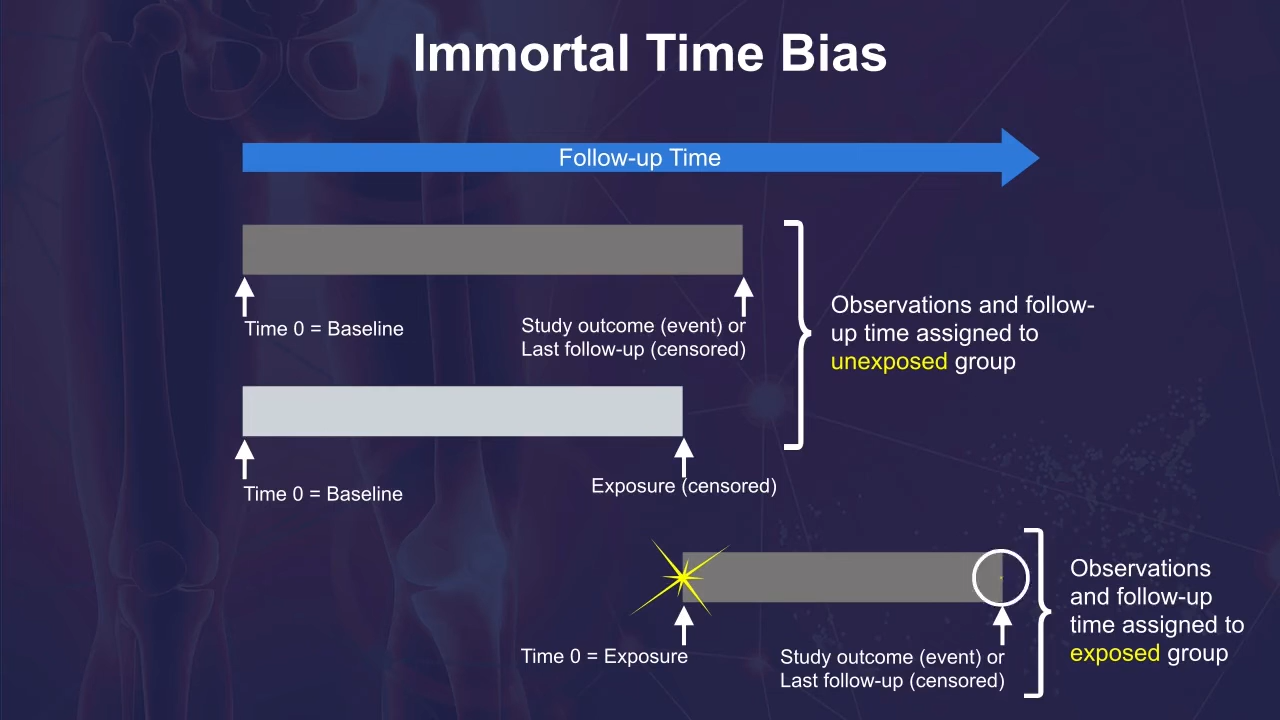 Immortal Time Bias
Follow-up Time
Time 0 = Baseline
Study outcome (event) or
Last follow-up (censored)
Observations and follow-
up time assigned to
unexposed group
Time 0 = Baseline
Exposure (censored)
Time 0 = Exposure
Study outcome (event) or
Last follow-up (censored)
Observations
and follow-up
time assigned to
exposed group